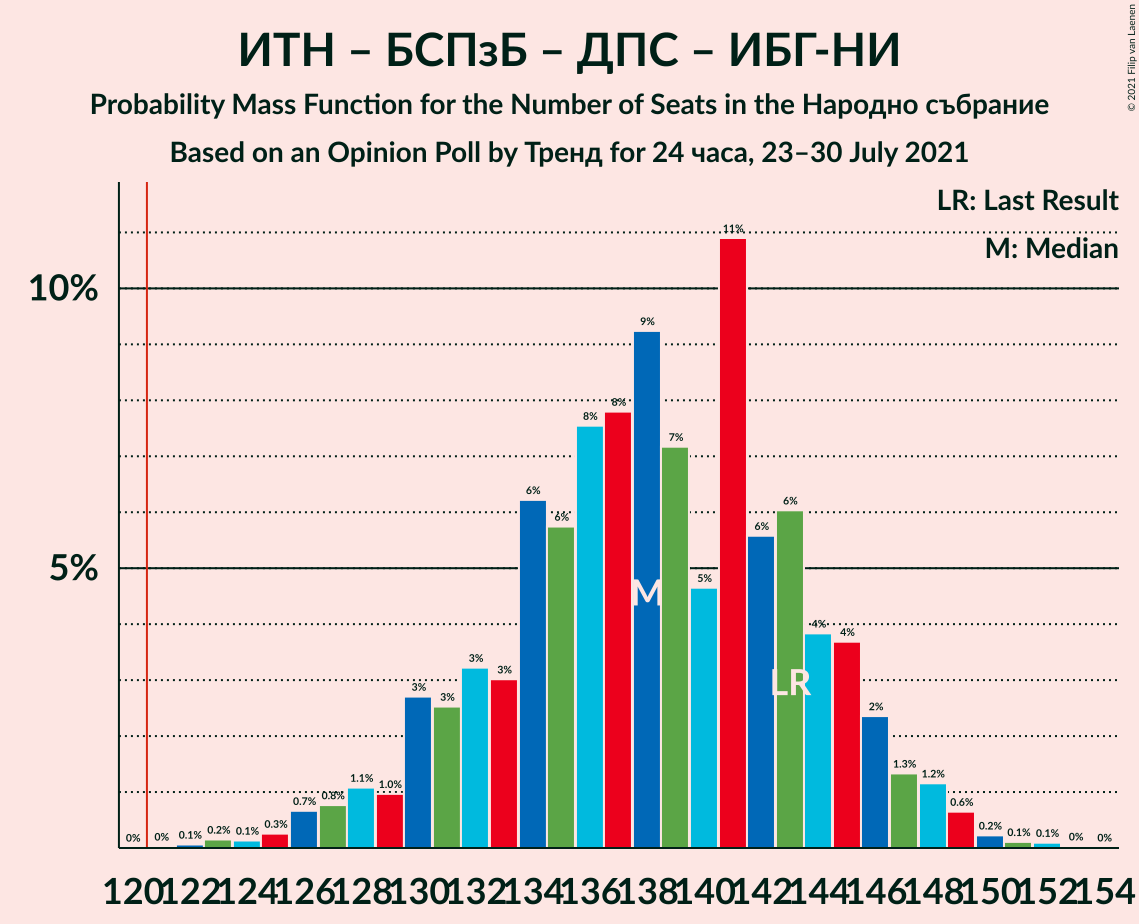 ИТН – БСПзБ – ДПС – ИБГ-НИ
Probability Mass Function for the Number of Seats in the Народно събрание
Based on an Opinion Poll by Тренд for 24 часа, 23–30 July 2021
© 2021 Filip van Laenen
LR: Last Result
M: Median
10%
5%
0% 0% 0.1% 0.2% 0.1% 0.3% 0.7% 0.8% 1.1% 1.0% 3% 3% 3% 3% 6% 6% 8% 8% 9% 7% 5% 11% 6% 6% 4% 4% 2% 1.3% 1.2% 0.6% 0.2% 0.1% 0.1% 0% 0%
M
LR
120 122 124 126 128 130 132 134 136 138 140 142 144 146 148 150 152 154